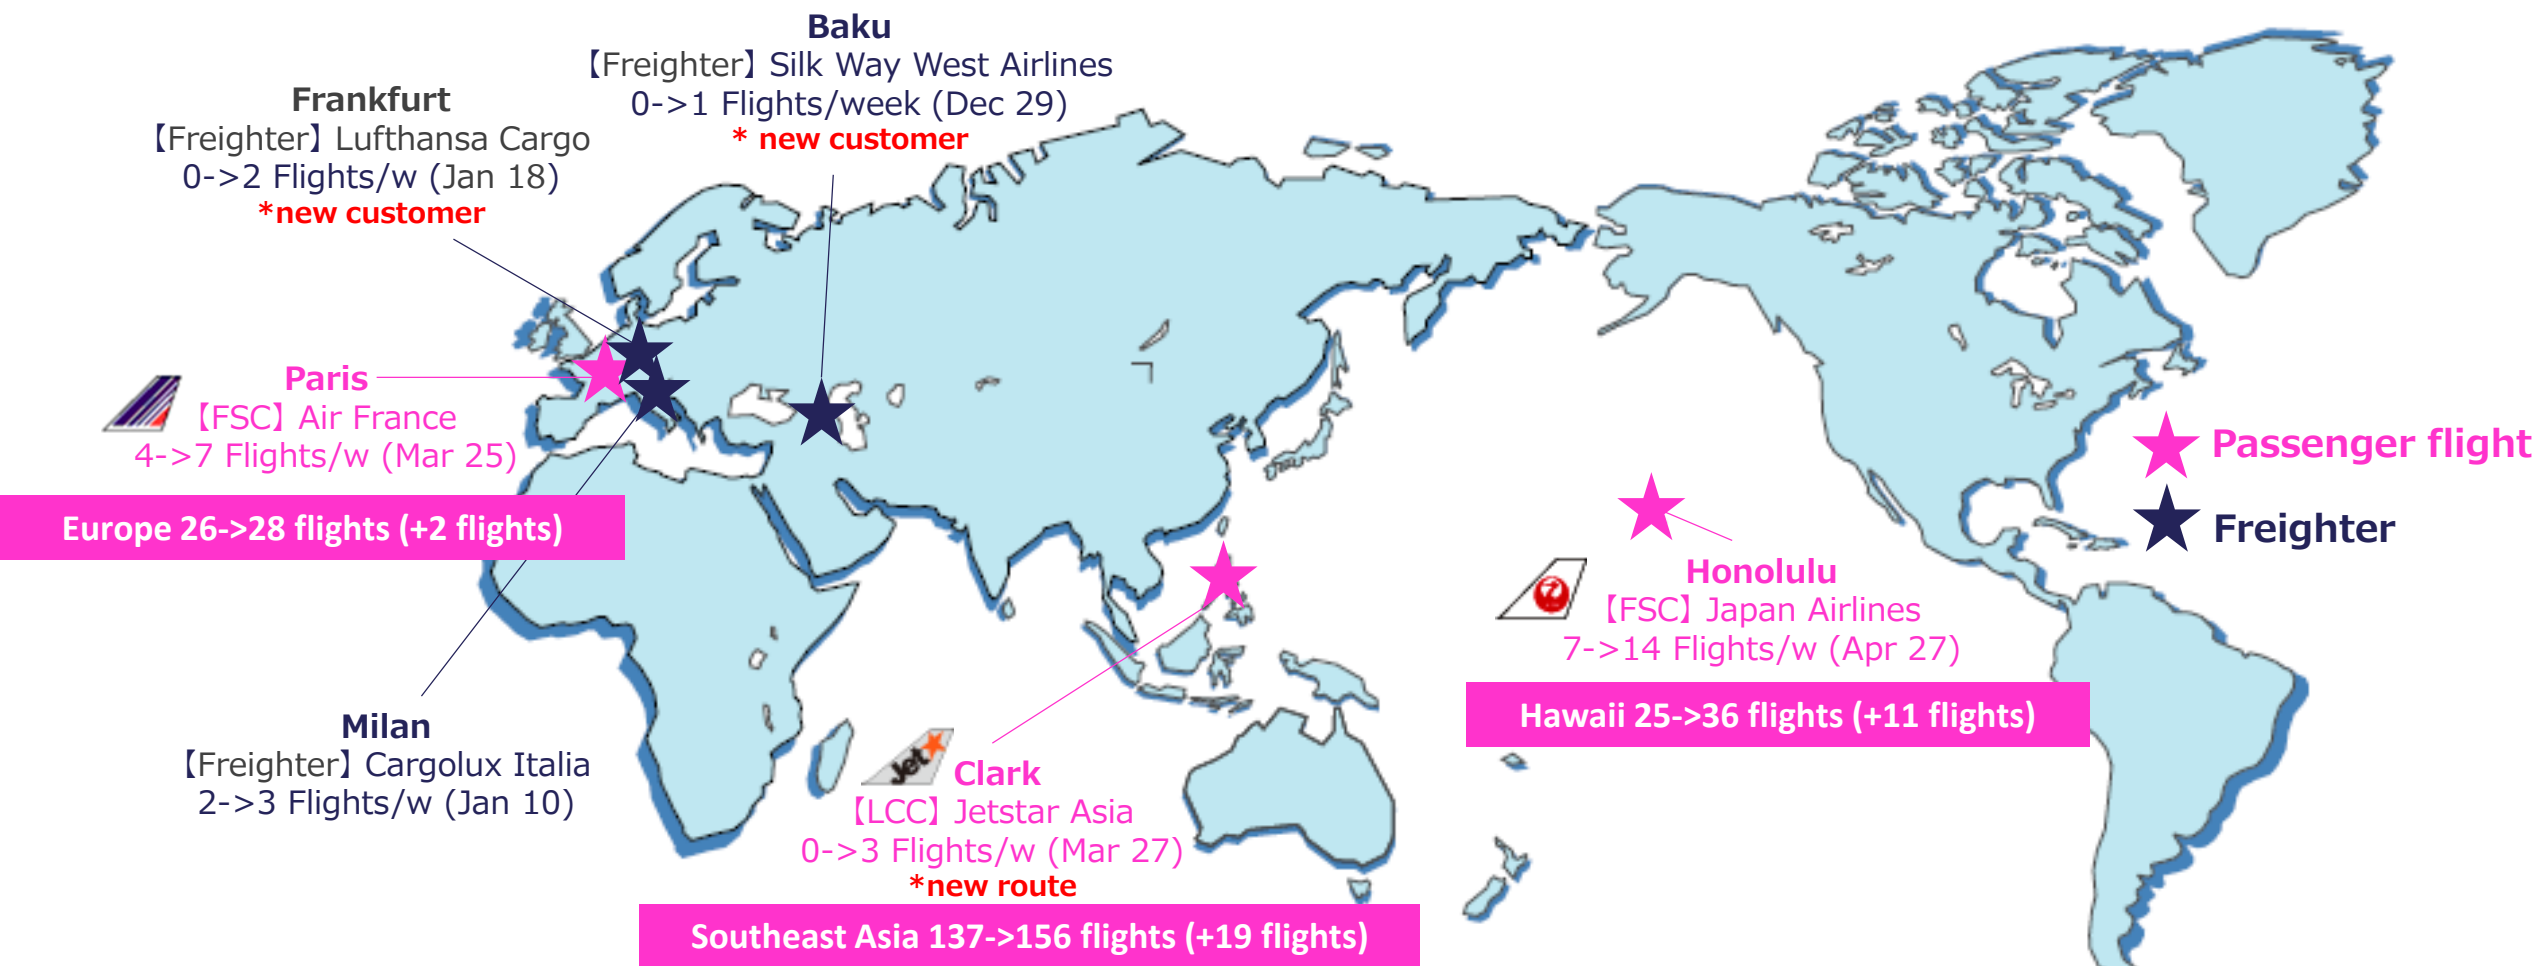 Baku
【Freighter】Silk Way West Airlines
0->1 Flights/week (Dec 29)
* new customer
Frankfurt
【Freighter】Lufthansa Cargo
0->2 Flights/w (Jan 18)
*new customer
Paris
【FSC】Air France
4->7 Flights/w (Mar 25)
Europe 26->28 flights (+2 flights)
Milan
【Freighter】Cargolux Italia
2->3 Flights/w (Jan 10)
Jet
Clark
【LCC】Jetstar Asia
0->3 Flights/w (Mar 27)
*new route
Southeast Asia 137->156 flights (+19 flights)
Honolulu
【FSC】Japan Airlines
7->14 Flights/w (Apr 27)
Hawaii 25->36 flights (+11 flights)
Passenger flight
Freighter